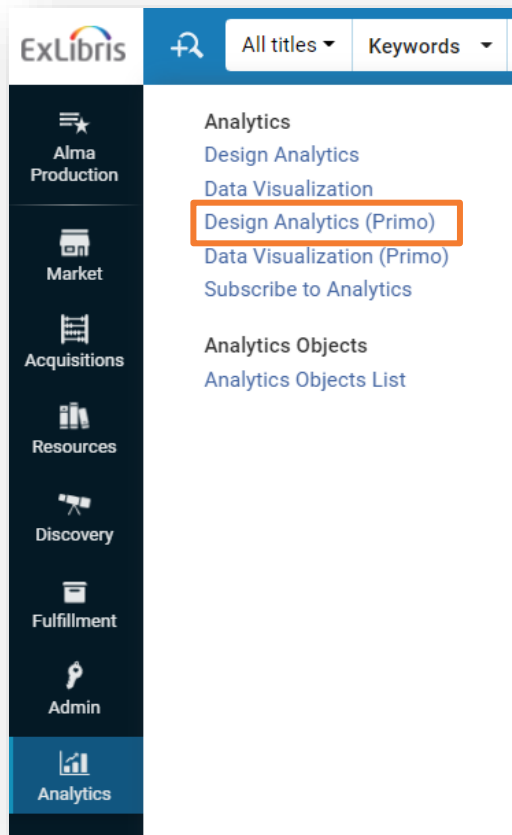 ExLibris
All titles
Keywords
Alma
Production
Market
Acquisitions
Resources
Discovery
Fulfillment
Admin
Analytics
Analytics
Design Analytics
Data Visualization
Design Analytics (Primo)
Data Visualization (Primo)
Subscribe to Analytics
Analytics Objects
Analytics Objects List